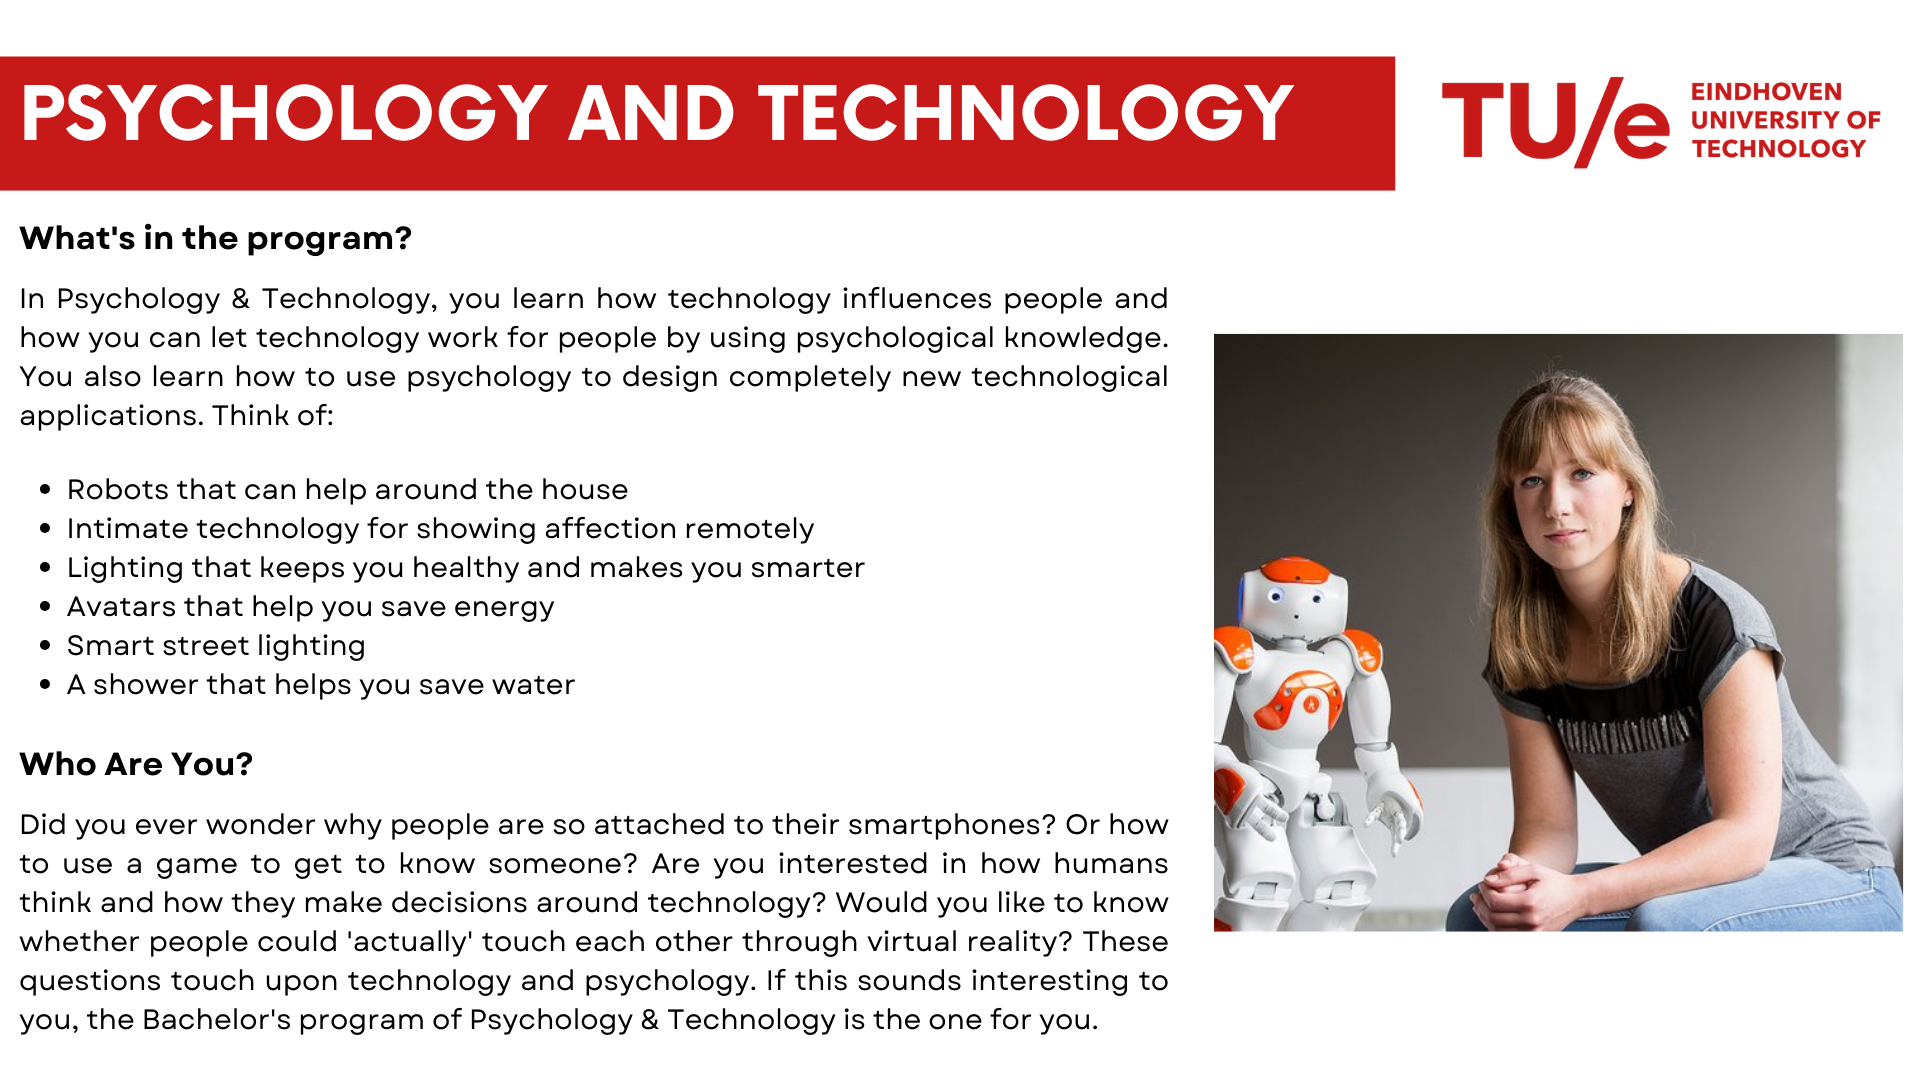 PSYCHOLOGY AND TECHNOLOGY
TU/e
EINDHOVEN
UNIVERSITY OF
TECHNOLOGY
What's in the program?
In Psychology & Technology, you learn how technology influences people and
how you can let technology work for people by using psychological knowledge.
You also learn how to use psychology to design completely new technological
applications. Think of:
• Robots that can help around the house
• Intimate technology for showing affection remotely
• Lighting that keeps you healthy and makes you smarter
• Avatars that help you save energy
• Smart street lighting
• A shower that helps you save water
Who Are You?
Did you ever wonder why people are so attached to their smartphones? Or how
to use a game to get to know someone? Are you interested in how humans
think and how they make decisions around technology? Would you like to know
whether people could 'actually' touch each other through virtual reality? These
questions touch upon technology and psychology. If this sounds interesting to
you, the Bachelor's program of Psychology & Technology is the one for you.